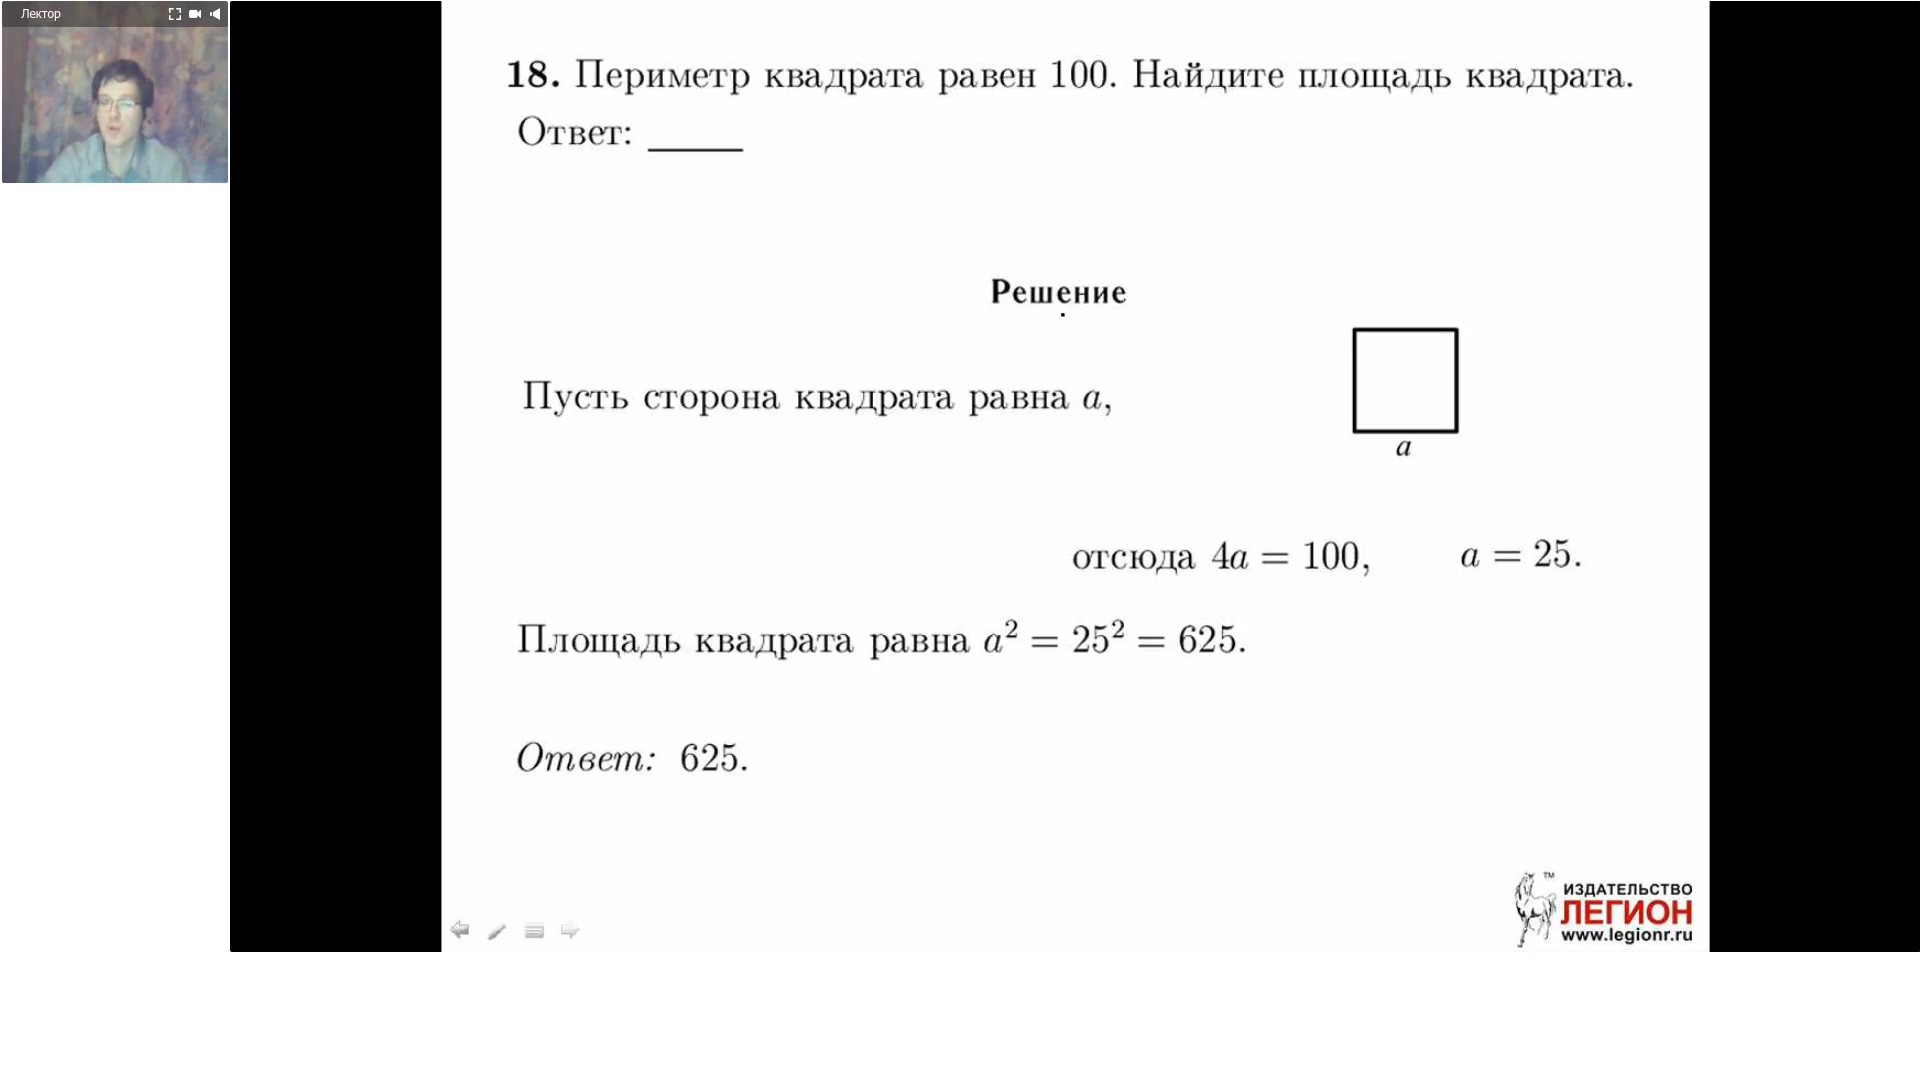 Лектор
18. Периметр квадрата равен 100. Найдите площадь квадрата.
Ответ: _____
Решение
Пусть сторона квадрата равна a,
a
отсюда 4a = 100, a = 25.
Площадь квадрата равна a² = 25² = 625.
Ответ: 625.
TM
ИЗДАТЕЛЬСТВО
ЛЕГИОН
www.legionr.ru